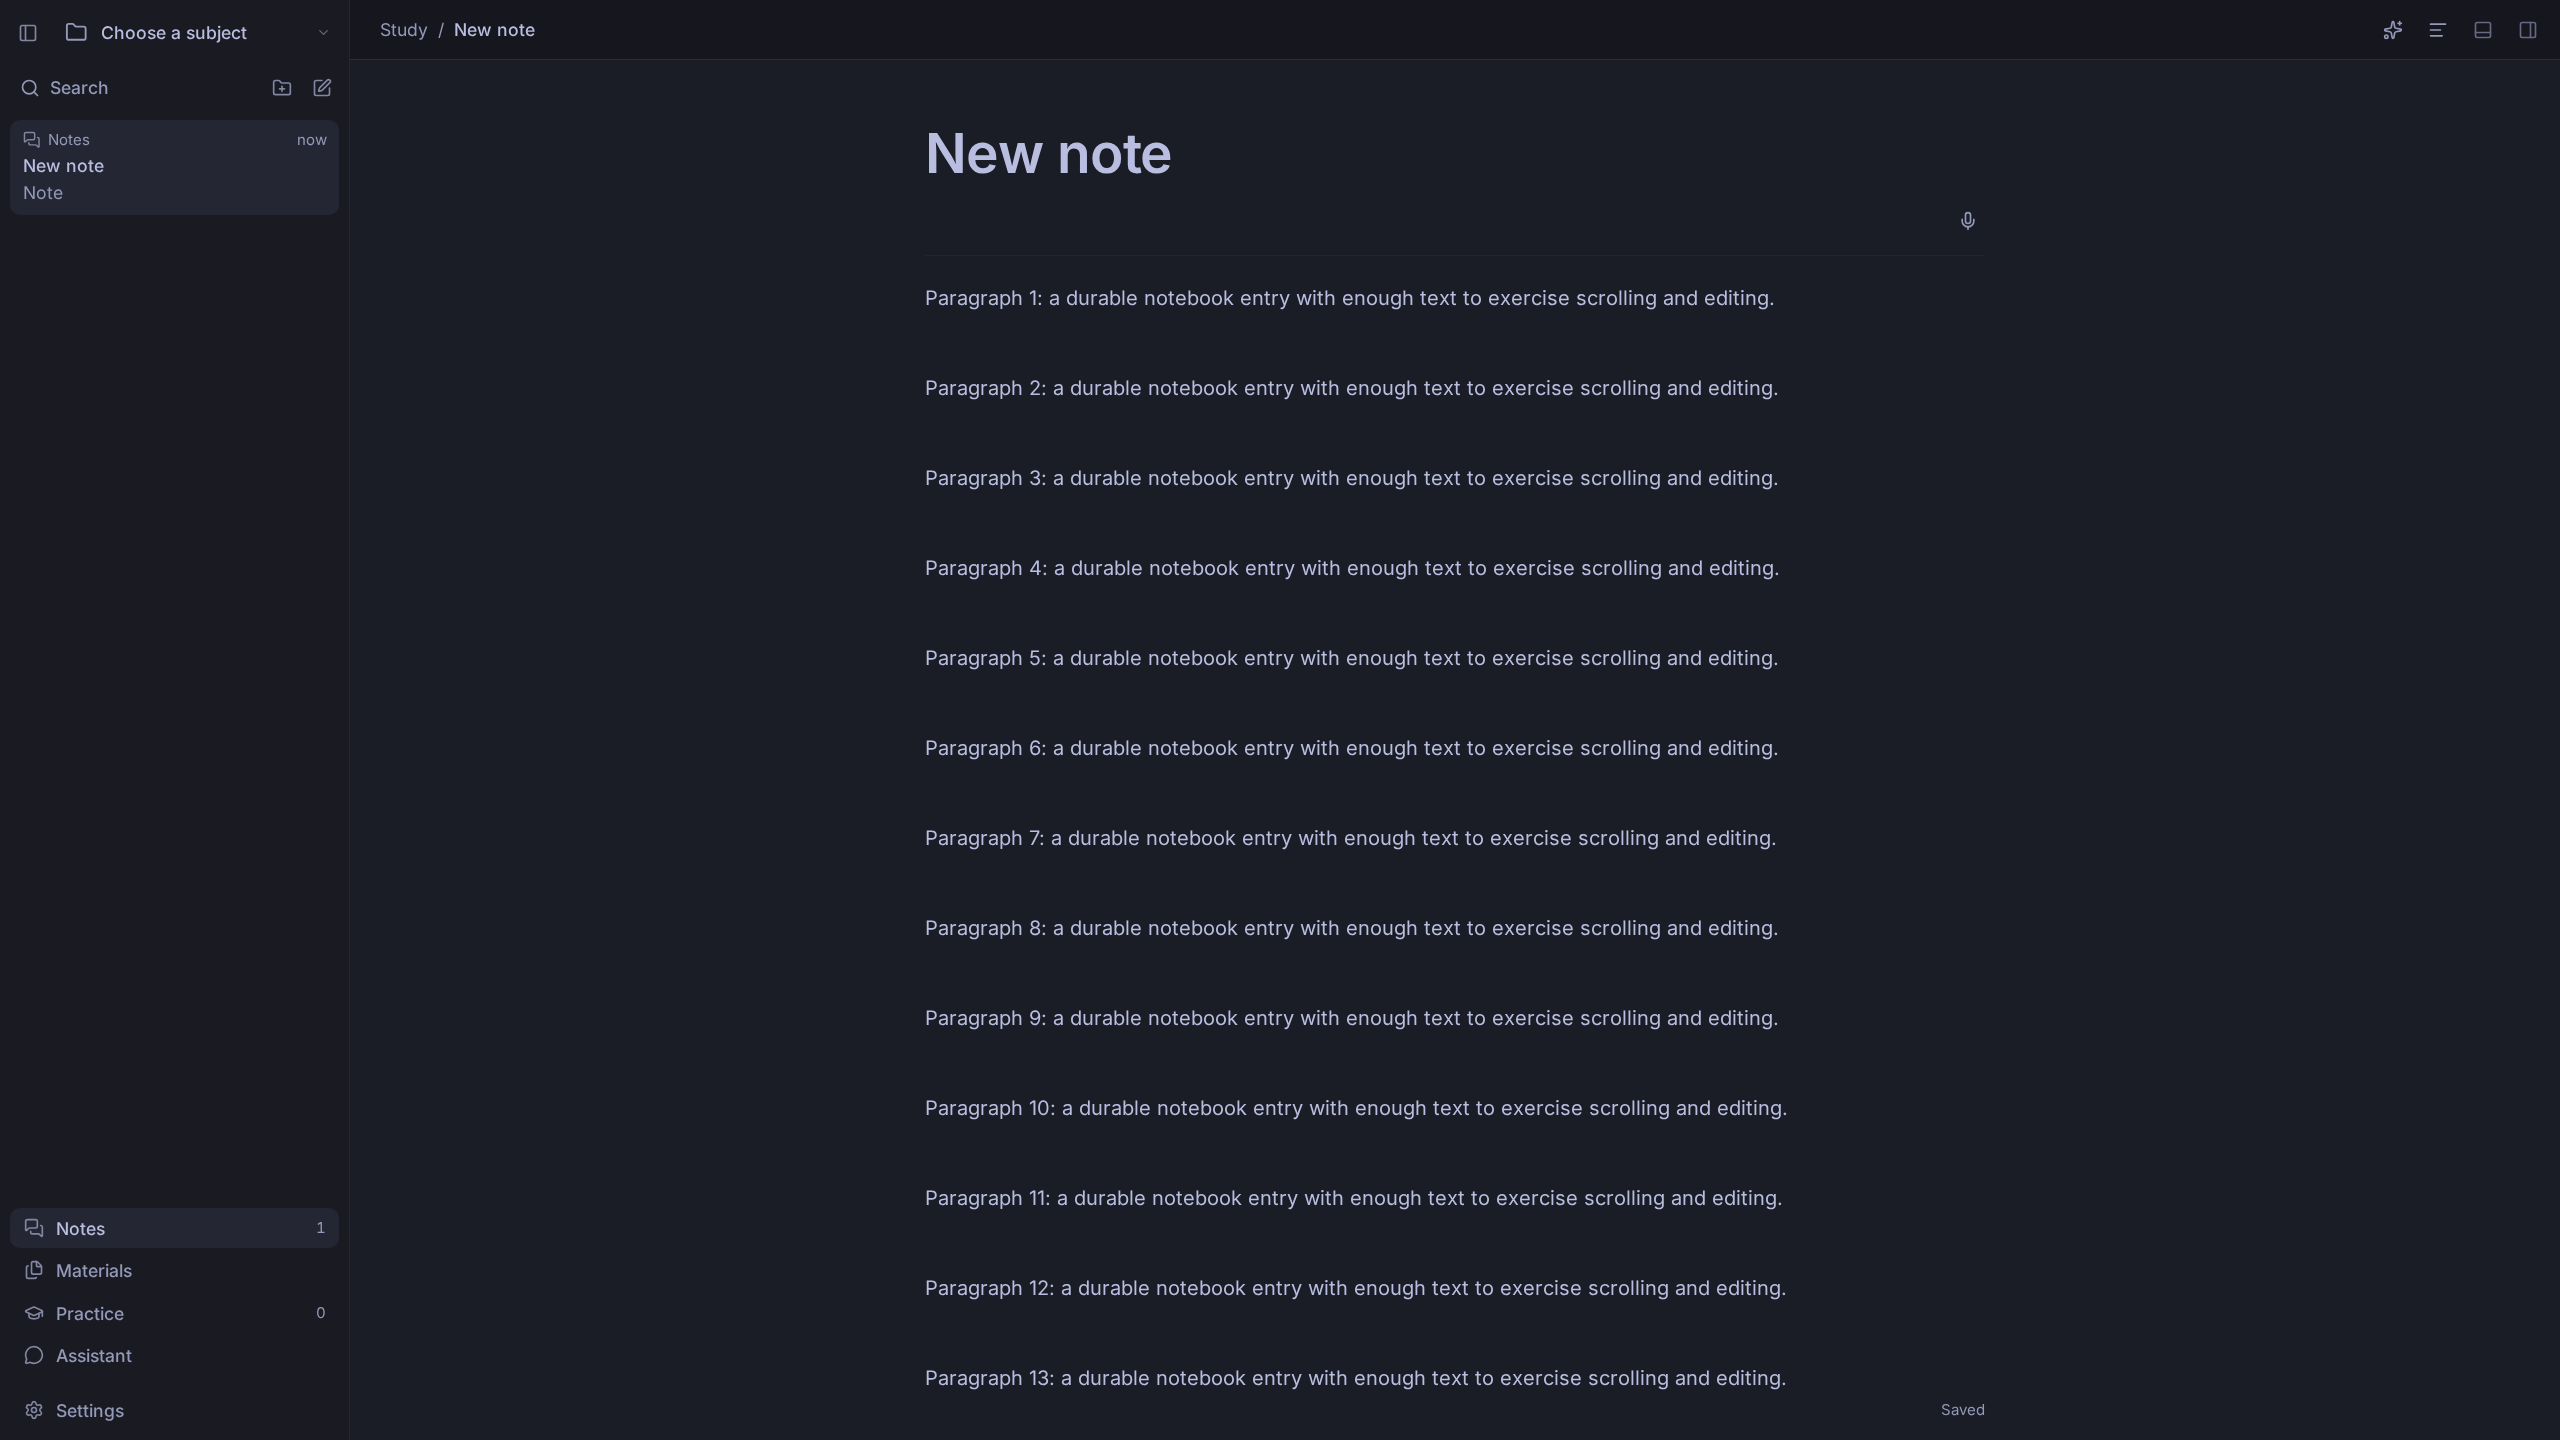 Choose a subject
Search
Notes now
New note
Note
Notes 1
Materials
Practice 0
Assistant
Settings
Study / New note
New note
Paragraph 1: a durable notebook entry with enough text to exercise scrolling and editing.
Paragraph 2: a durable notebook entry with enough text to exercise scrolling and editing.
Paragraph 3: a durable notebook entry with enough text to exercise scrolling and editing.
Paragraph 4: a durable notebook entry with enough text to exercise scrolling and editing.
Paragraph 5: a durable notebook entry with enough text to exercise scrolling and editing.
Paragraph 6: a durable notebook entry with enough text to exercise scrolling and editing.
Paragraph 7: a durable notebook entry with enough text to exercise scrolling and editing.
Paragraph 8: a durable notebook entry with enough text to exercise scrolling and editing.
Paragraph 9: a durable notebook entry with enough text to exercise scrolling and editing.
Paragraph 10: a durable notebook entry with enough text to exercise scrolling and editing.
Paragraph 11: a durable notebook entry with enough text to exercise scrolling and editing.
Paragraph 12: a durable notebook entry with enough text to exercise scrolling and editing.
Paragraph 13: a durable notebook entry with enough text to exercise scrolling and editing.
Saved